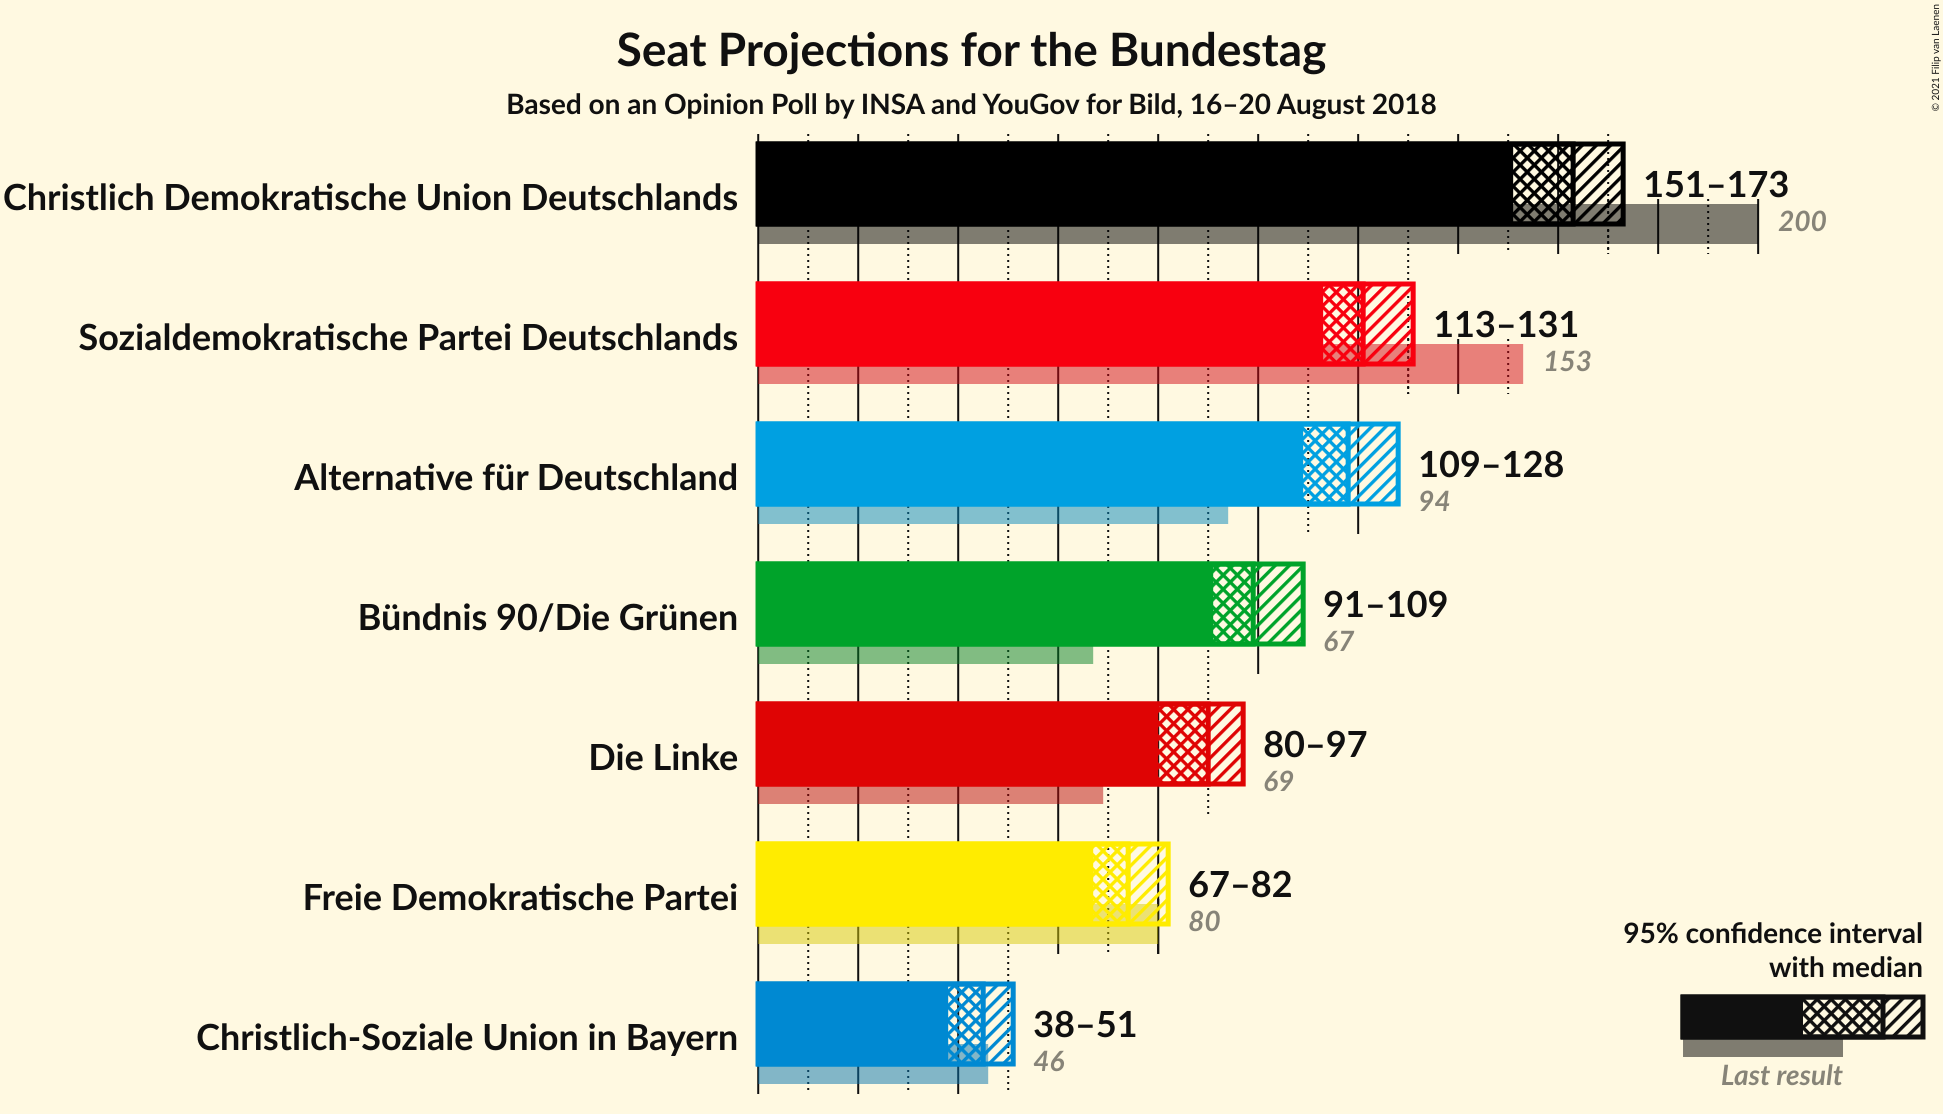 Seat Projections for the Bundestag
Based on an Opinion Poll by INSA and YouGov for Bild, 16–20 August 2018
© 2021 Filip van Laenen
Christlich Demokratische Union Deutschlands
151–173
200
Sozialdemokratische Partei Deutschlands
113–131
153
Alternative für Deutschland
109–128
94
Bündnis 90/Die Grünen
91–109
67
Die Linke
80–97
69
Freie Demokratische Partei
67–82
80
Christlich-Soziale Union in Bayern
38–51
46
95% confidence interval
with median
Last result